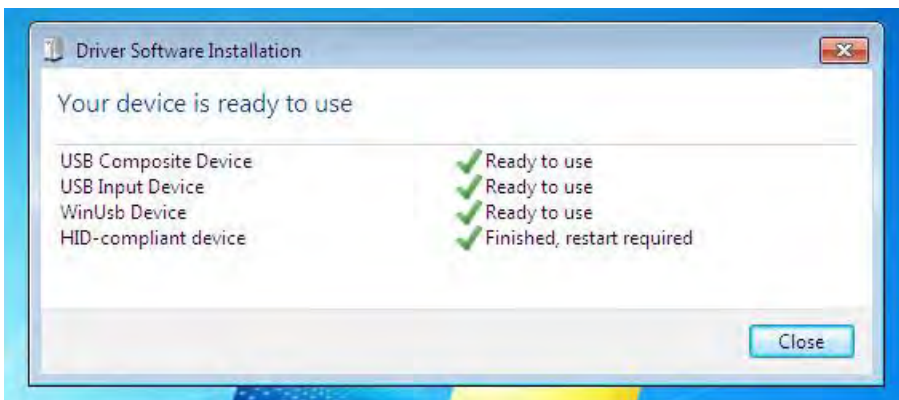 Driver Software Installation
Your device is ready to use
USB Composite Device Ready to use
USB Input Device Ready to use
WinUsb Device Ready to use
HID-compliant device Finished, restart required
Close